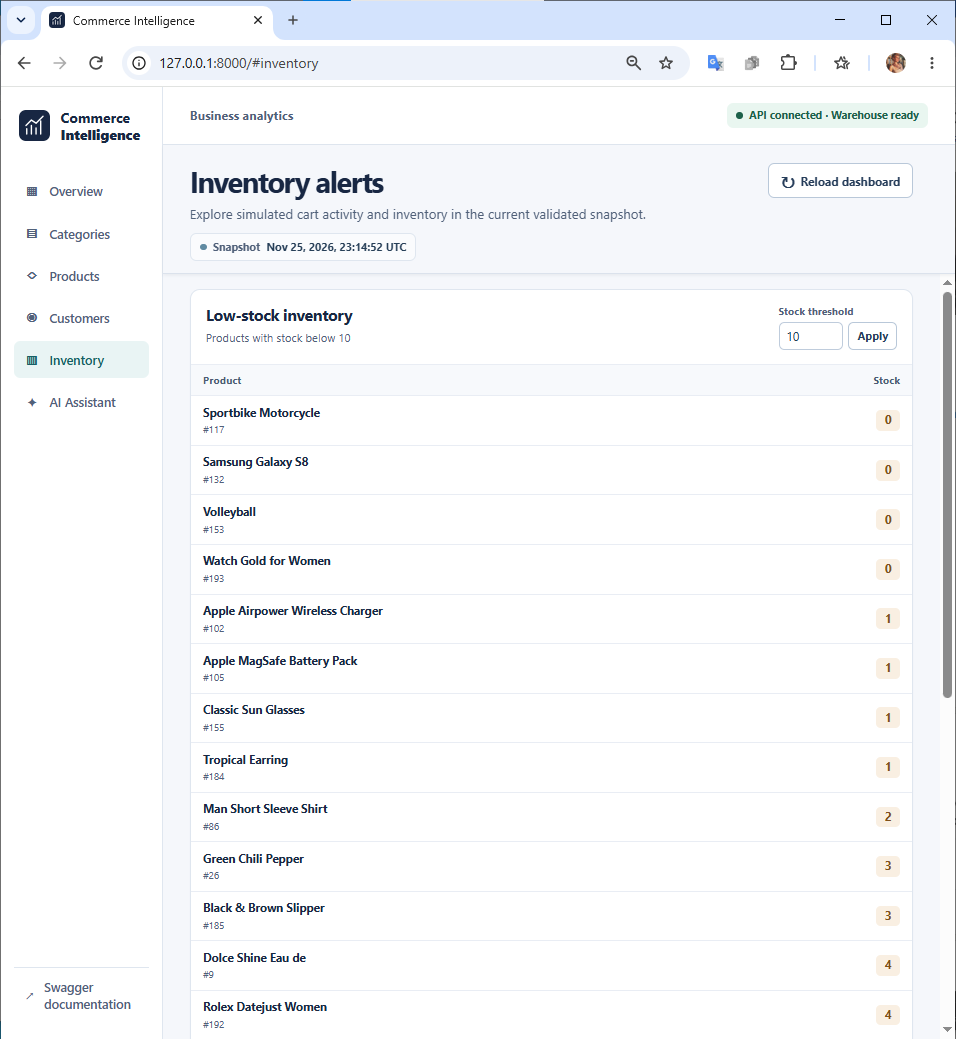 Commerce Intelligence
127.0.0.1:8000/#inventory
Commerce
Intelligence
Business analytics
API connected · Warehouse ready
Overview
Categories
Products
Customers
Inventory
AI Assistant
Swagger
documentation
Inventory alerts
Reload dashboard
Explore simulated cart activity and inventory in the current validated snapshot.
Snapshot Nov 25, 2026, 23:14:52 UTC
Low-stock inventory
Products with stock below 10
Stock threshold
10 Apply
Product Stock
Sportbike Motorcycle
#117
0
Samsung Galaxy S8
#132
0
Volleyball
#153
0
Watch Gold for Women
#193
0
Apple Airpower Wireless Charger
#102
1
Apple MagSafe Battery Pack
#105
1
Classic Sun Glasses
#155
1
Tropical Earring
#184
1
Man Short Sleeve Shirt
#86
2
Green Chili Pepper
#26
3
Black & Brown Slipper
#185
3
Dolce Shine Eau de
#9
4
Rolex Datejust Women
#192
4